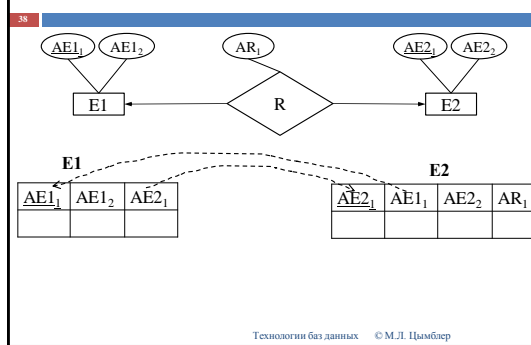 38
AE1₁ AE1₂ AR₁ AE2₁ AE2₂
E1 R E2
E1 E2
AE1₁ AE1₂ AE2₁ AE2₁ AE1₁ AE2₂ AR₁
Технологии баз данных © М.Л. Цымблер